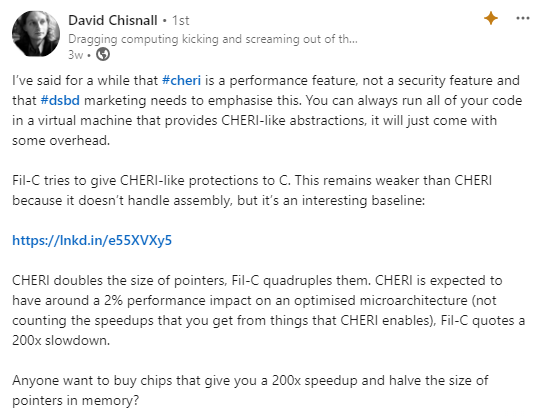 David Chisnall • 1st
Dragging computing kicking and screaming out of th...
3w •
I've said for a while that #cheri is a performance feature, not a security feature and
that #dsbd marketing needs to emphasise this. You can always run all of your code
in a virtual machine that provides CHERI-like abstractions, it will just come with
some overhead.
Fil-C tries to give CHERI-like protections to C. This remains weaker than CHERI
because it doesn't handle assembly, but it's an interesting baseline:
https://lnkd.in/e55XVXy5
CHERI doubles the size of pointers, Fil-C quadruples them. CHERI is expected to
have around a 2% performance impact on an optimised microarchitecture (not
counting the speedups that you get from things that CHERI enables), Fil-C quotes a
200x slowdown.
Anyone want to buy chips that give you a 200x speedup and halve the size of
pointers in memory?